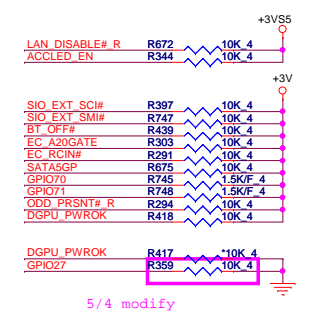 +3VS5
LAN_DISABLE#_R R672 10K_4
ACCLED_EN R344 10K_4
+3V
SIO_EXT_SCI# R397 10K_4
SIO_EXT_SMI# R747 10K_4
BT_OFF# R439 10K_4
EC_A20GATE R303 10K_4
EC_RCIN# R291 10K_4
SATA5GP R675 10K_4
GPIO70 R745 1.5K/F_4
GPIO71 R748 1.5K/F_4
ODD_PRSNT#_R R294 10K_4
DGPU_PWROK R418 10K_4
DGPU_PWROK R417 *10K_4
GPIO27 R359 10K_4
5/4 modify